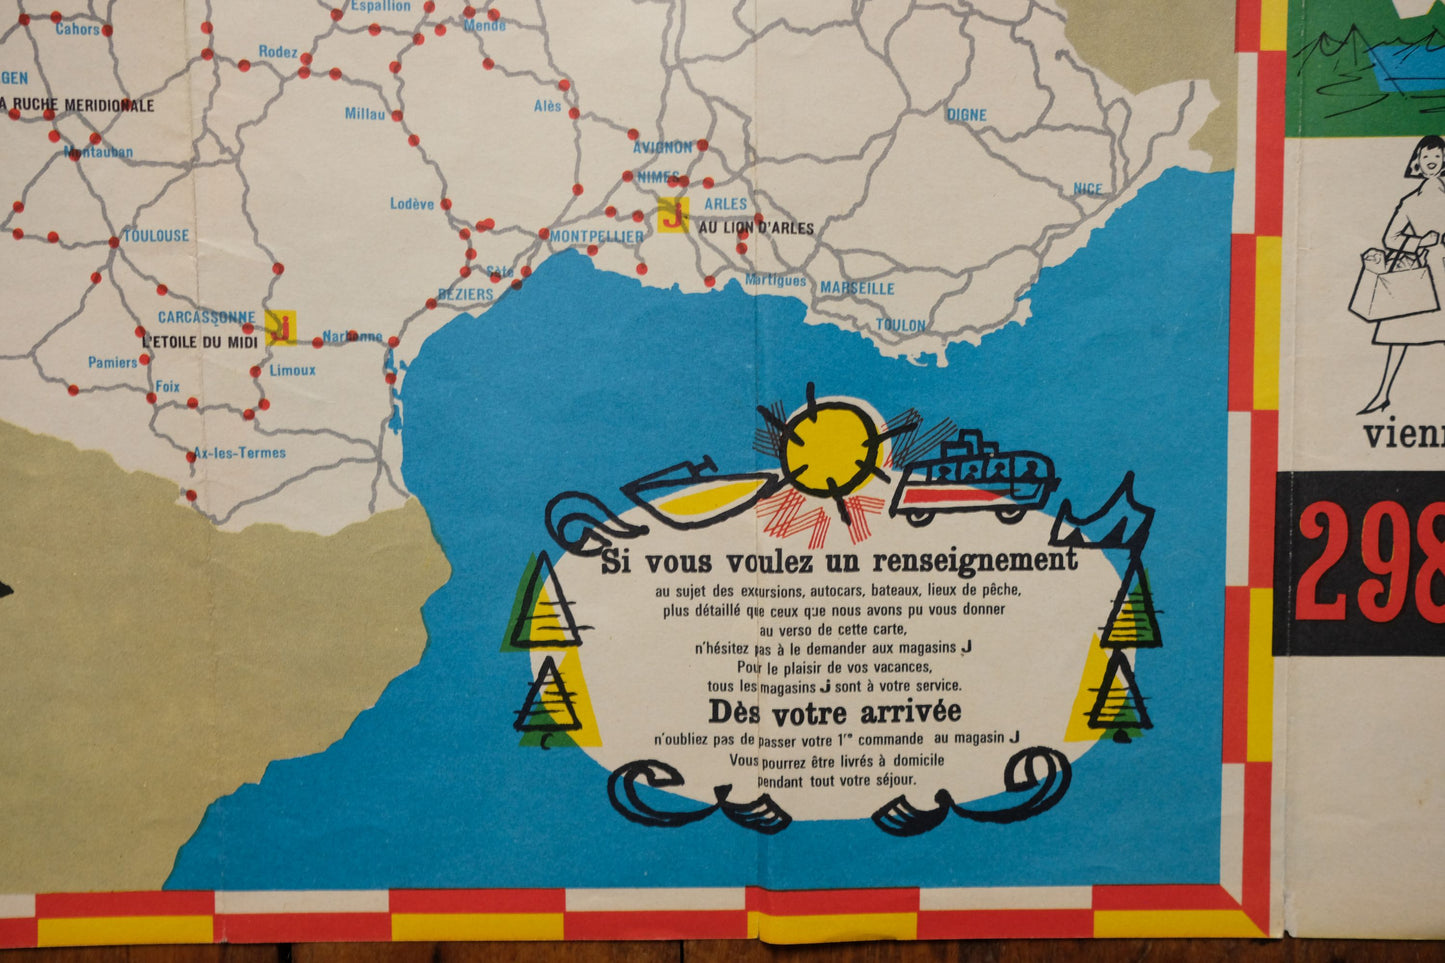 Espallion
Mende
Cahors
Rodez
GEN
A RUCHE MERIDIONALE
Millau
Alès
DIGNE
Montauban
AVIGNON
NIMES
NICE
Lodève
ARLES
j
AU LION D'ARLES
TOULOUSE
MONTPELLIER
Sète
Martigues
MARSEILLE
BEZIERS
CARCASSONNE
j
TOULON
L'ETOILE DU MIDI
Narbonne
Pamiers
Limoux
Foix
Ax-les-Termes
Si vous voulez un renseignement
au sujet des excursions, autocars, bateaux, lieux de pêche,
plus détaillé que ceux que nous avons pu vous donner
au verso de cette carte,
n'hésitez pas à le demander aux magasins J
Pour le plaisir de vos vacances,
tous les magasins J sont à votre service.
Dès votre arrivée
n'oubliez pas de passer votre 1re commande au magasin J
Vous pourrez être livrés à domicile
pendant tout votre séjour.
vien
298